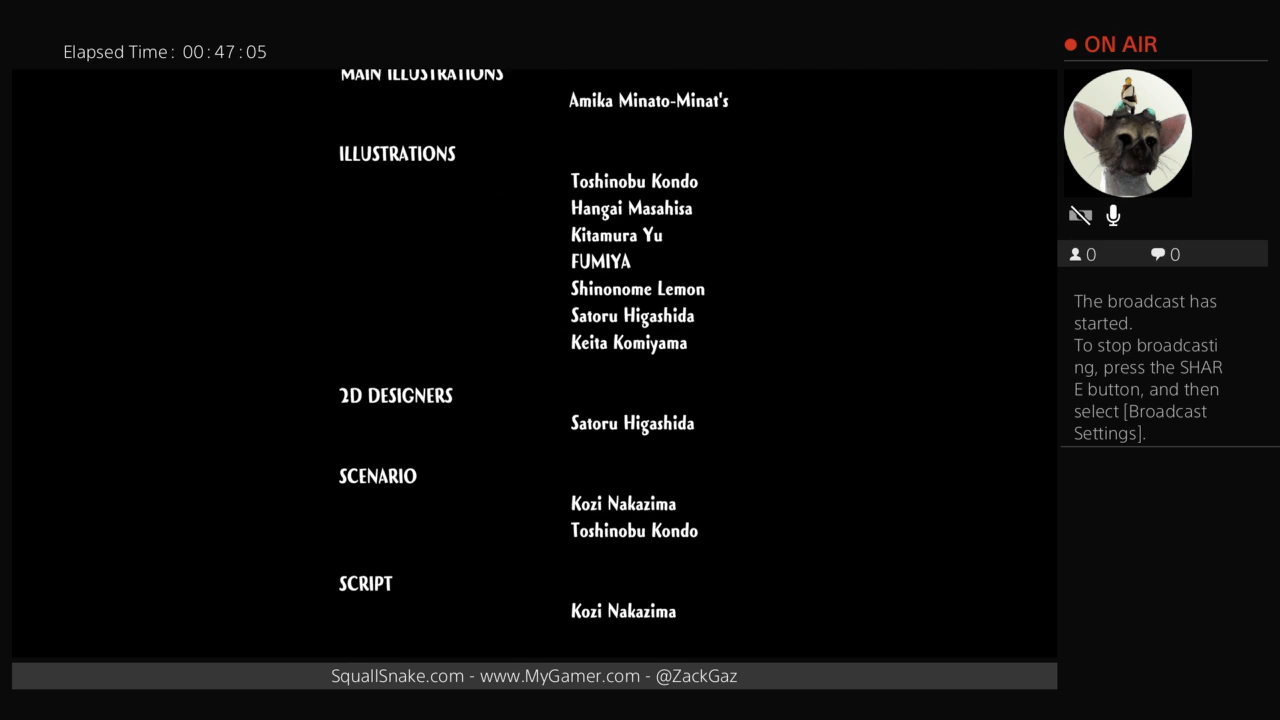 Elapsed Time: 00:47:05
ON AIR
MAIN ILLUSTRATIONS
Amika Minato-Minat's
ILLUSTRATIONS
Toshinobu Kondo
Hangai Masahisa
Kitamura Yu
FUMIYA
Shinonome Lemon
Satoru Higashida
Keita Komiyama
2D DESIGNERS
Satoru Higashida
SCENARIO
Kozi Nakazima
Toshinobu Kondo
SCRIPT
Kozi Nakazima
0 0
The broadcast has
started.
To stop broadcasti
ng, press the SHAR
E button, and then
select [Broadcast
Settings].
SquallSnake.com - www.MyGamer.com - @ZackGaz